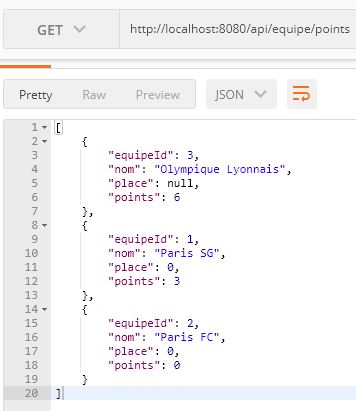 GET http://localhost:8080/api/equipe/points
Pretty Raw Preview JSON
1 [
2 {
3 "equipeId": 3,
4 "nom": "Olympique Lyonnais",
5 "place": null,
6 "points": 6
7 },
8 {
9 "equipeId": 1,
10 "nom": "Paris SG",
11 "place": 0,
12 "points": 3
13 },
14 {
15 "equipeId": 2,
16 "nom": "Paris FC",
17 "place": 0,
18 "points": 0
19 }
20 ]